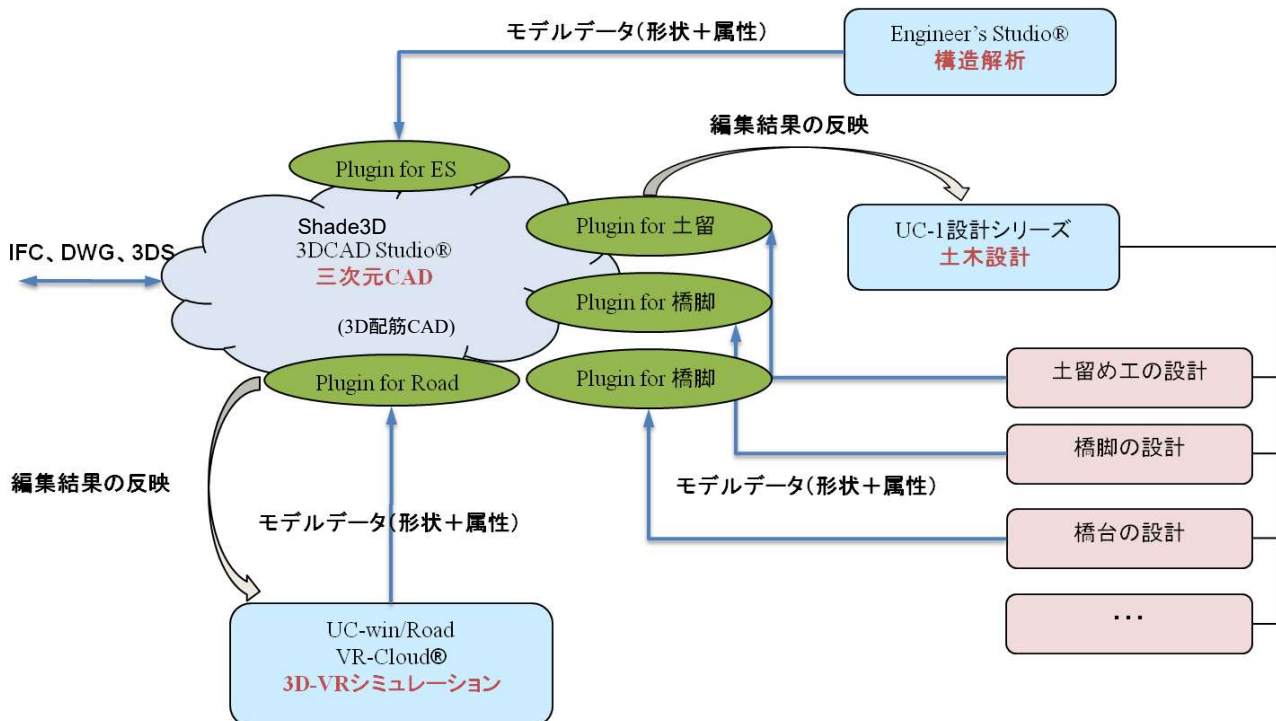 モデルデータ(形状+属性)
Engineer's Studio®
構造解析
編集結果の反映
Plugin for ES
Shade3D
3DCAD Studio®
三次元CAD
(3D配筋CAD)
IFC、DWG、3DS
Plugin for 土留
Plugin for 橋脚
Plugin for 橋脚
Plugin for Road
UC-1設計シリーズ
土木設計
土留め工の設計
橋脚の設計
橋台の設計
・・・
モデルデータ(形状+属性)
編集結果の反映
モデルデータ(形状+属性)
UC-win/Road
VR-Cloud®
3D-VRシミュレーション